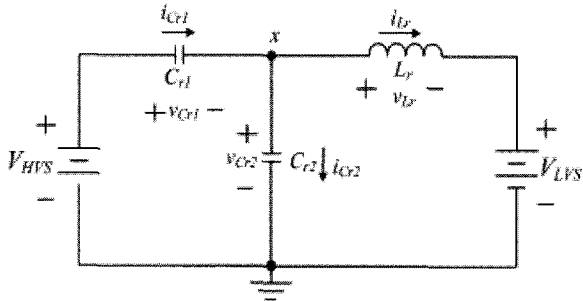 i_Cr1
x
i_Lr
C_r1
L_r
+ v_Cr1 −
+ −
v_Lr
+
V_HVS
−
+
v_Cr2
−
C_r2
i_Cr2
+
V_LVS
−